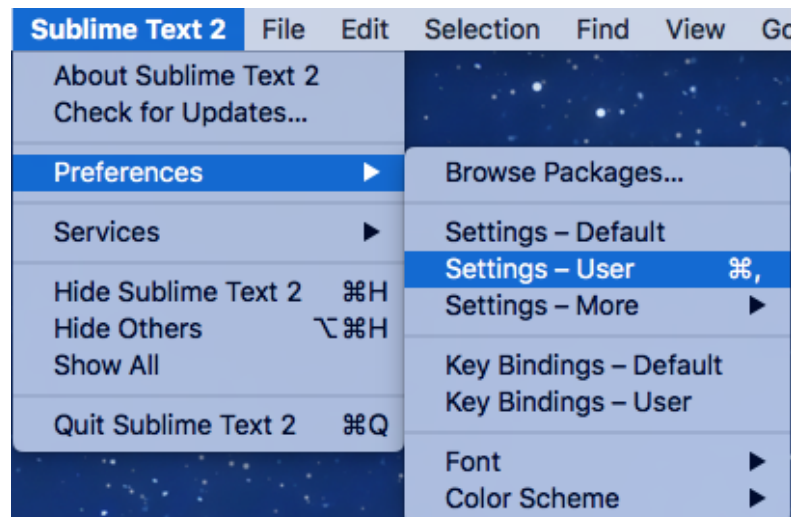 Sublime Text 2 File Edit Selection Find View Go
About Sublime Text 2
Check for Updates...
Preferences ▶
Services ▶
Hide Sublime Text 2 ⌘H
Hide Others ⌥⌘H
Show All
Quit Sublime Text 2 ⌘Q
Browse Packages...
Settings – Default
Settings – User ⌘,
Settings – More ▶
Key Bindings – Default
Key Bindings – User
Font ▶
Color Scheme ▶